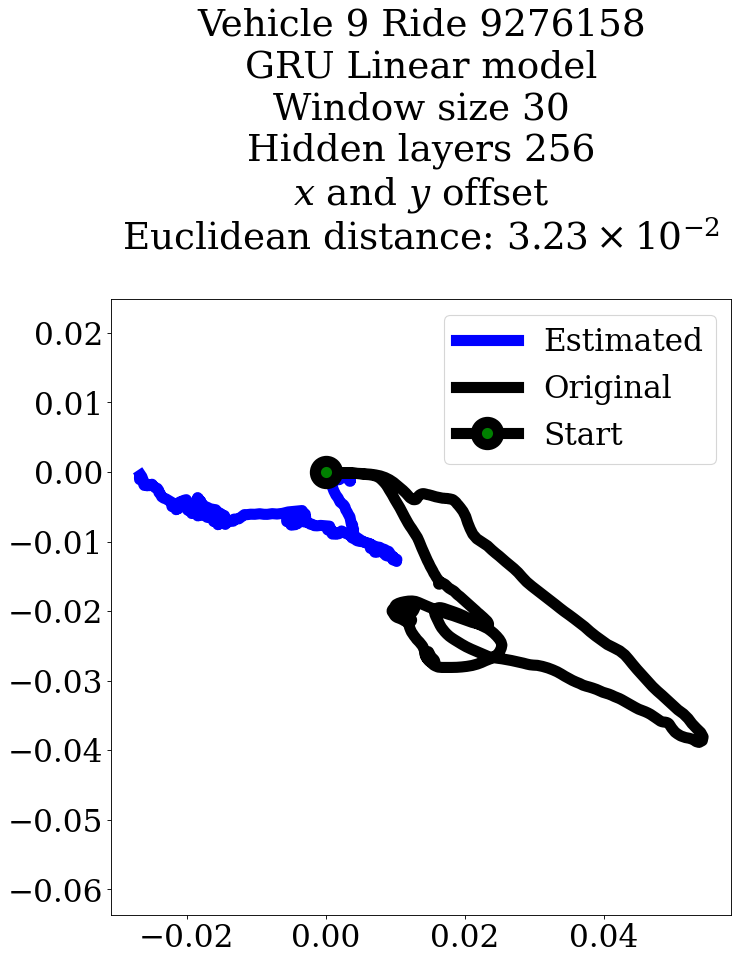 Vehicle 9 Ride 9276158
GRU Linear model
Window size 30
Hidden layers 256
x and y offset
Euclidean distance: 3.23 × 10⁻²
Estimated
Original
Start
0.02
0.01
0.00
−0.01
−0.02
−0.03
−0.04
−0.05
−0.06
−0.02 0.00 0.02 0.04